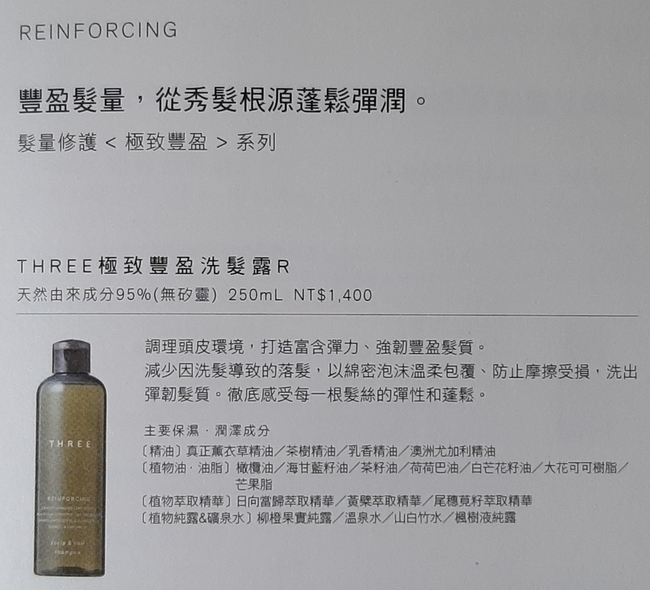 REINFORCING
豐盈髮量，從秀髮根源蓬鬆彈潤。
髮量修護 < 極致豐盈 > 系列
THREE極致豐盈洗髮露R
天然由來成分95%(無矽靈) 250mL NT$1,400
調理頭皮環境，打造富含彈力、強韌豐盈髮質。
減少因洗髮導致的落髮，以綿密泡沫溫柔包覆、防止摩擦受損，洗出
彈韌髮質。徹底感受每一根髮絲的彈性和蓬鬆。
主要保濕．潤澤成分
〔精油〕真正薰衣草精油／茶樹精油／乳香精油／澳洲尤加利精油
〔植物油．油脂〕橄欖油／海甘藍籽油／茶籽油／荷荷巴油／白芒花籽油／大花可可樹脂／
芒果脂
〔植物萃取精華〕日向當歸萃取精華／黃檗萃取精華／尾穗莧籽萃取精華
〔植物純露&礦泉水〕柳橙果實純露／溫泉水／山白竹水／楓樹液純露
THREE
REINFORCING
scalp & hair
shampoo